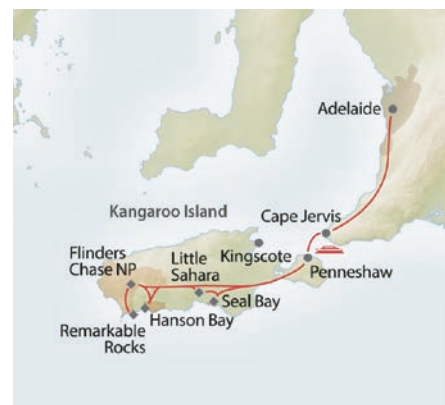 Adelaide
Kangaroo Island
Cape Jervis
Flinders
Chase NP
Little
Sahara
Kingscote
Penneshaw
Seal Bay
Hanson Bay
Remarkable
Rocks